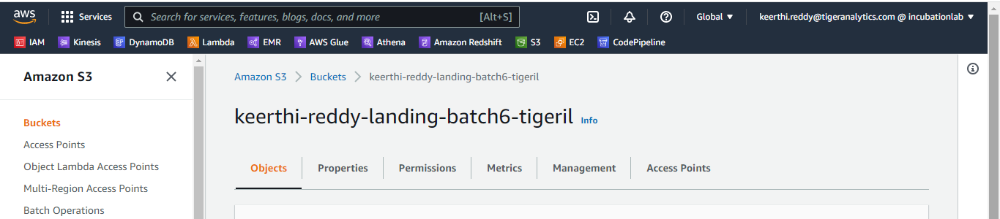 aws Services Search for services, features, blogs, docs, and more [Alt+S] Global keerthi.reddy@tigeranalytics.com @ incubationlab
IAM Kinesis DynamoDB Lambda EMR AWS Glue Athena Amazon Redshift S3 EC2 CodePipeline
Amazon S3
Buckets
Access Points
Object Lambda Access Points
Multi-Region Access Points
Batch Operations
Amazon S3 Buckets keerthi-reddy-landing-batch6-tigeril
keerthi-reddy-landing-batch6-tigeril Info
Objects Properties Permissions Metrics Management Access Points